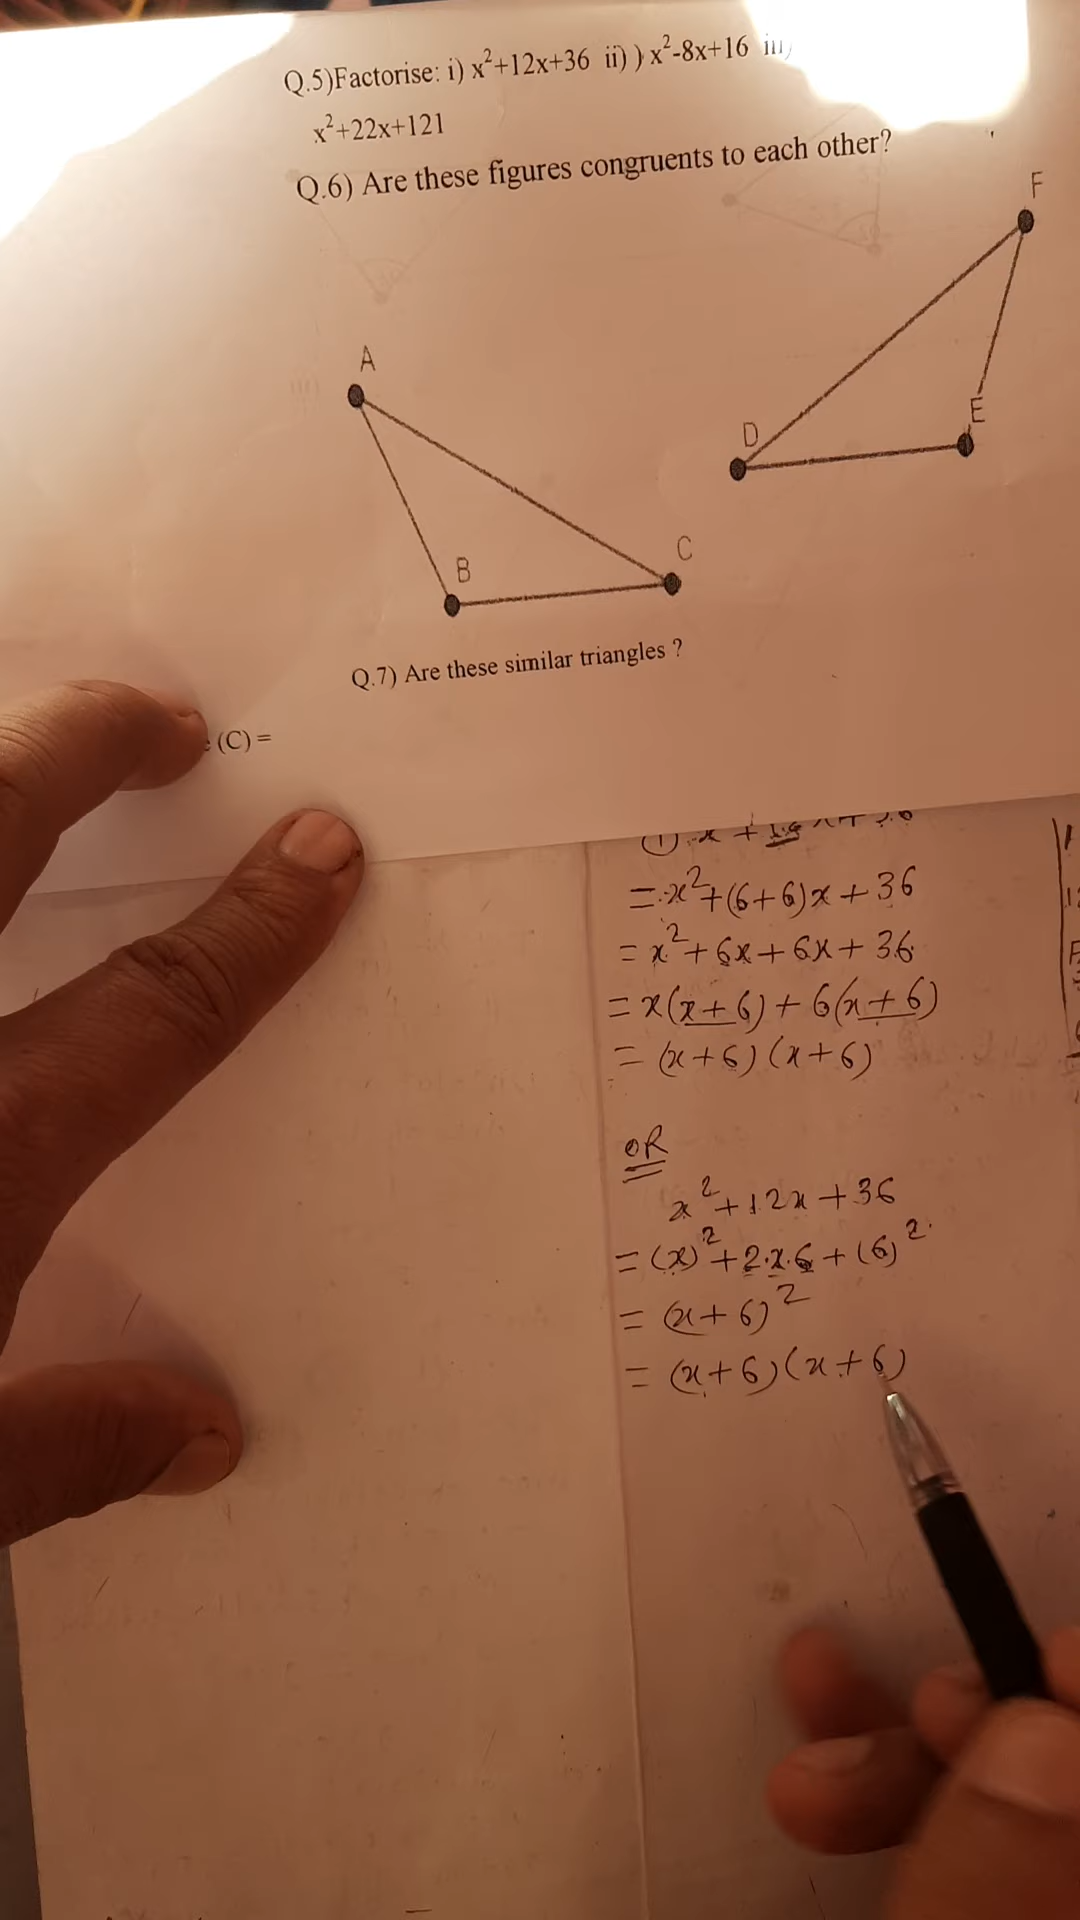 Q.5)Factorise: i) x²+12x+36 ii) ) x²-8x+16 iii)
x²+22x+121
Q.6) Are these figures congruents to each other?
F
A
D
E
B
C
Q.7) Are these similar triangles ?
(C) =
= x²+(6+6)x+36
= x²+6x+6x+36
= x(x+6)+6(x+6)
= (x+6)(x+6)
OR
x²+12x+36
= (x)²+2.x.6+(6)²
= (x+6)²
= (x+6)(x+6)